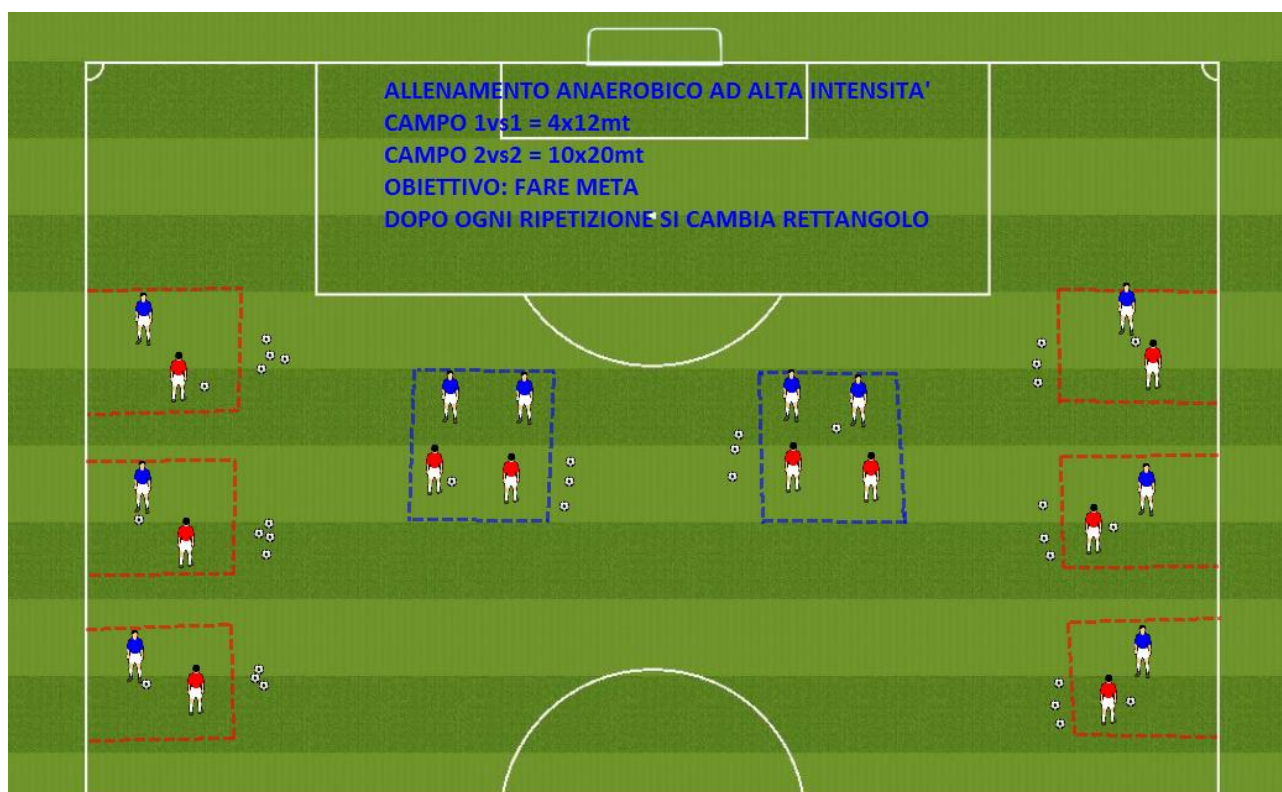 ALLENAMENTO ANAEROBICO AD ALTA INTENSITA'
CAMPO 1vs1 = 4x12mt
CAMPO 2vs2 = 10x20mt
OBIETTIVO: FARE META
DOPO OGNI RIPETIZIONE SI CAMBIA RETTANGOLO